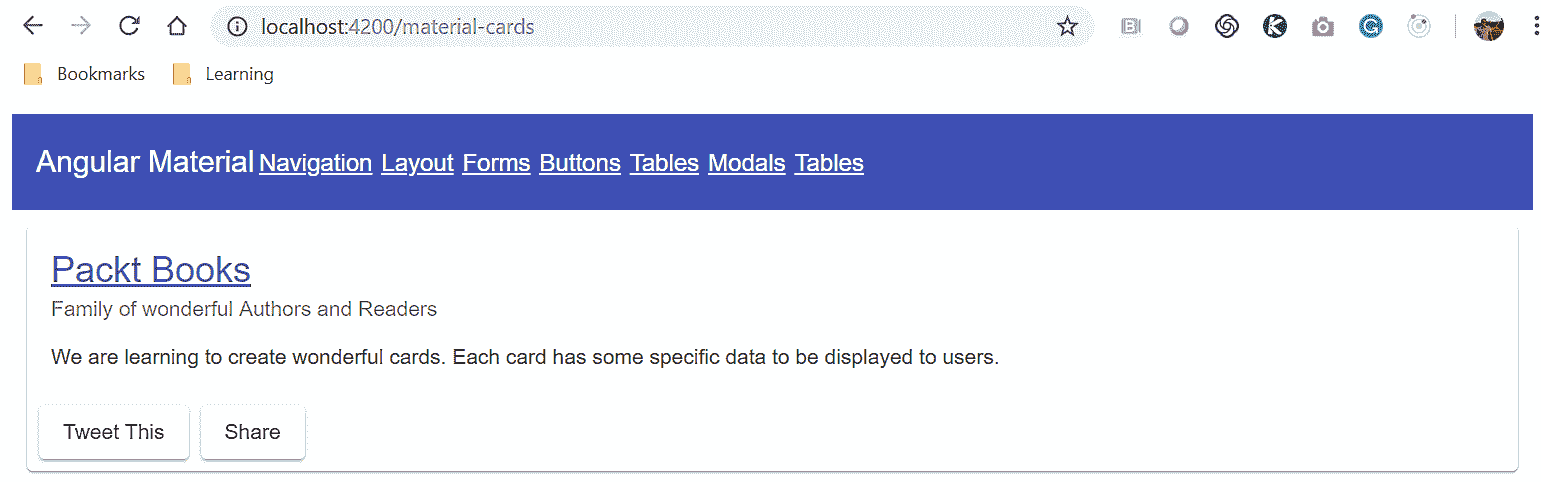 localhost:4200/material-cards
Bookmarks Learning
Angular Material Navigation Layout Forms Buttons Tables Modals Tables
Packt Books
Family of wonderful Authors and Readers
We are learning to create wonderful cards. Each card has some specific data to be displayed to users.
Tweet This Share